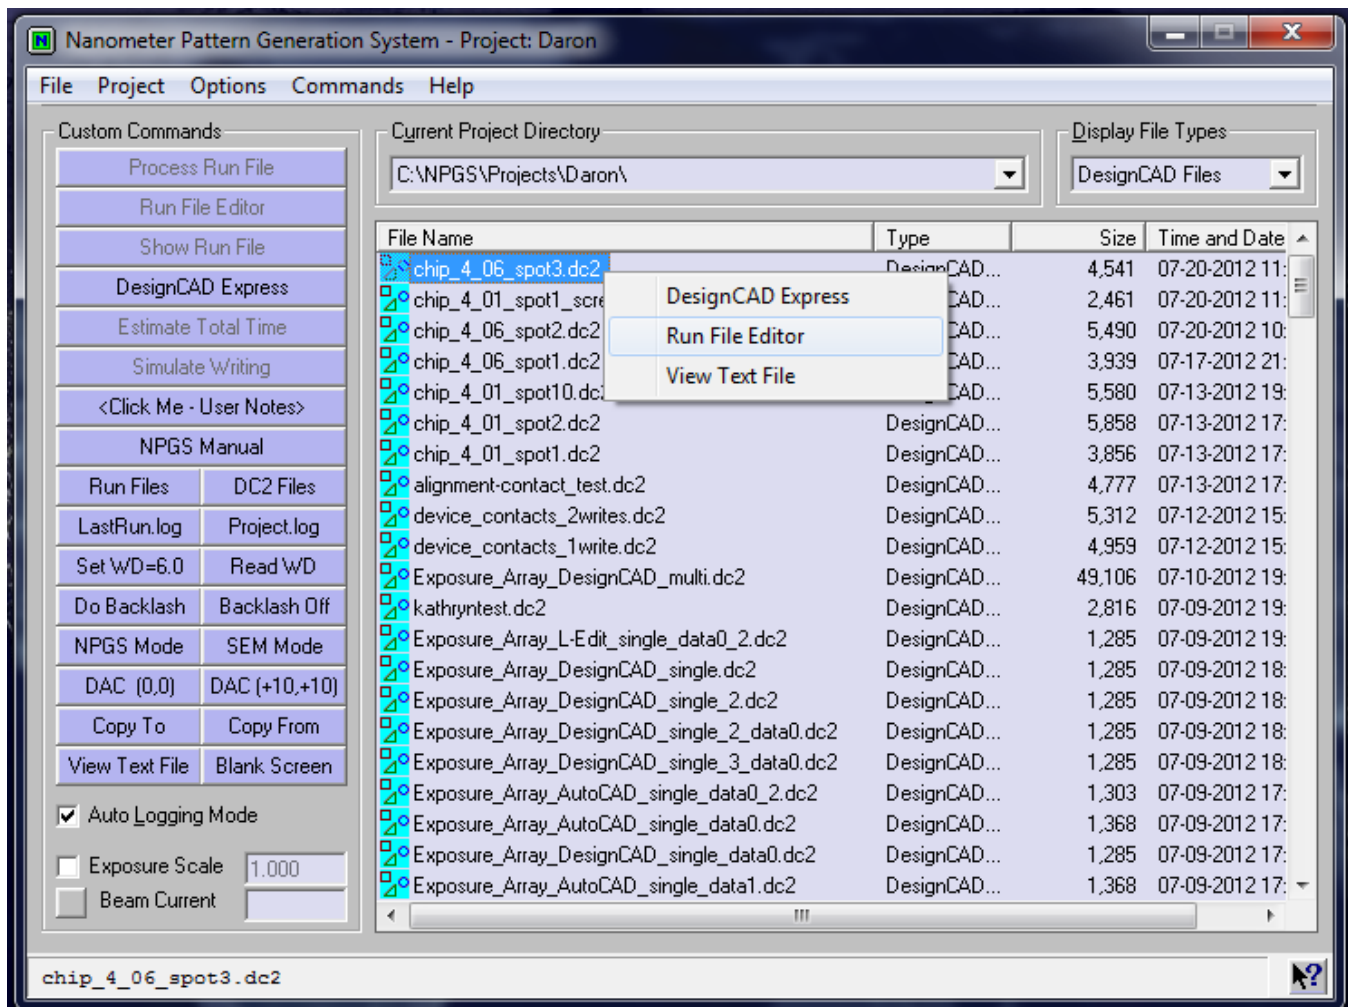 Nanometer Pattern Generation System - Project: Daron
File Project Options Commands Help
Custom Commands
Process Run File
Run File Editor
Show Run File
DesignCAD Express
Estimate Total Time
Simulate Writing
<Click Me - User Notes>
NPGS Manual
Run Files DC2 Files
LastRun.log Project.log
Set WD=6.0 Read WD
Do Backlash Backlash Off
NPGS Mode SEM Mode
DAC (0,0) DAC (+10,+10)
Copy To Copy From
View Text File Blank Screen
Auto Logging Mode
Exposure Scale 1.000
Beam Current
Current Project Directory
C:\NPGS\Projects\Daron\
Display File Types
DesignCAD Files
File Name Type Size Time and Date
chip_4_06_spot3.dc2 DesignCAD... 4,541 07-20-2012 11:
chip_4_01_spot1_scre CAD... 2,461 07-20-2012 11:
chip_4_06_spot2.dc2 CAD... 5,490 07-20-2012 10:
chip_4_06_spot1.dc2 CAD... 3,939 07-17-2012 21:
chip_4_01_spot10.dc2 CAD... 5,580 07-13-2012 19:
chip_4_01_spot2.dc2 DesignCAD... 5,858 07-13-2012 17:
chip_4_01_spot1.dc2 DesignCAD... 3,856 07-13-2012 17:
alignment-contact_test.dc2 DesignCAD... 4,777 07-13-2012 17:
device_contacts_2writes.dc2 DesignCAD... 5,312 07-12-2012 15:
device_contacts_1write.dc2 DesignCAD... 4,959 07-12-2012 15:
Exposure_Array_DesignCAD_multi.dc2 DesignCAD... 49,106 07-10-2012 19:
kathryntest.dc2 DesignCAD... 2,816 07-09-2012 19:
Exposure_Array_L-Edit_single_data0_2.dc2 DesignCAD... 1,285 07-09-2012 19:
Exposure_Array_DesignCAD_single.dc2 DesignCAD... 1,285 07-09-2012 18:
Exposure_Array_DesignCAD_single_2.dc2 DesignCAD... 1,285 07-09-2012 18:
Exposure_Array_DesignCAD_single_2_data0.dc2 DesignCAD... 1,285 07-09-2012 18:
Exposure_Array_DesignCAD_single_3_data0.dc2 DesignCAD... 1,285 07-09-2012 18:
Exposure_Array_AutoCAD_single_data0_2.dc2 DesignCAD... 1,303 07-09-2012 17:
Exposure_Array_AutoCAD_single_data0.dc2 DesignCAD... 1,368 07-09-2012 17:
Exposure_Array_DesignCAD_single_data0.dc2 DesignCAD... 1,285 07-09-2012 17:
Exposure_Array_AutoCAD_single_data1.dc2 DesignCAD... 1,368 07-09-2012 17:
DesignCAD Express
Run File Editor
View Text File
chip_4_06_spot3.dc2